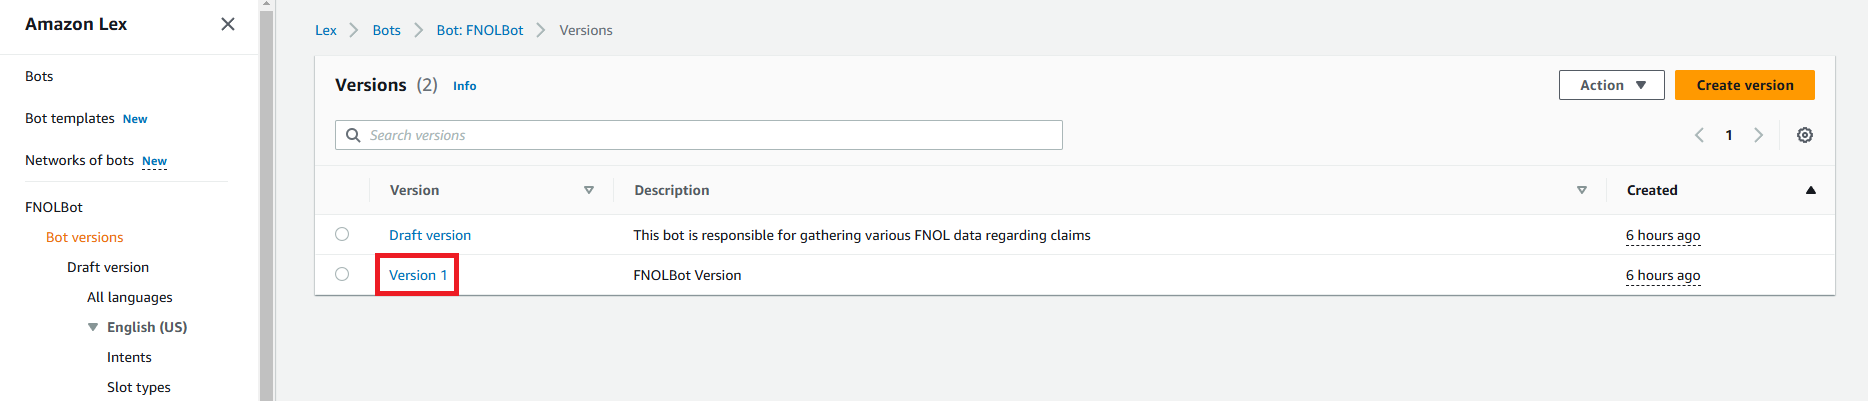 Amazon Lex
Bots
Bot templates New
Networks of bots New
FNOLBot
Bot versions
Draft version
All languages
English (US)
Intents
Slot types
Lex Bots Bot: FNOLBot Versions
Versions (2) Info
Action Create version
Search versions
1
Version Description Created
Draft version This bot is responsible for gathering various FNOL data regarding claims 6 hours ago
Version 1 FNOLBot Version 6 hours ago